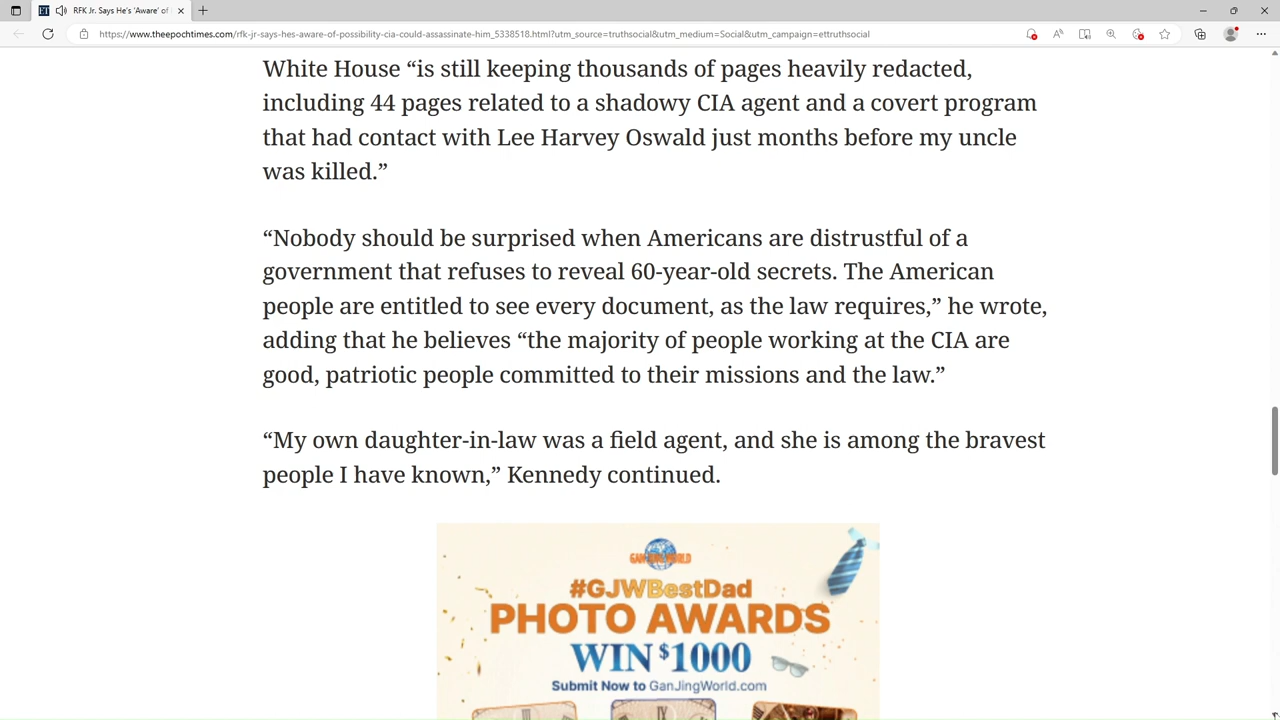 RFK Jr. Says He's 'Aware' of
https://www.theepochtimes.com/rfk-jr-says-hes-aware-of-possibility-cia-could-assassinate-him_5338518.html?utm_source=truthsocial&utm_medium=Social&utm_campaign=ettruthsocial
White House “is still keeping thousands of pages heavily redacted,
including 44 pages related to a shadowy CIA agent and a covert program
that had contact with Lee Harvey Oswald just months before my uncle
was killed.”
“Nobody should be surprised when Americans are distrustful of a
government that refuses to reveal 60-year-old secrets. The American
people are entitled to see every document, as the law requires,” he wrote,
adding that he believes “the majority of people working at the CIA are
good, patriotic people committed to their missions and the law.”
“My own daughter-in-law was a field agent, and she is among the bravest
people I have known,” Kennedy continued.
GAN JING WORLD
#GJWBestDad
PHOTO AWARDS
WIN $1000
Submit Now to GanJingWorld.com